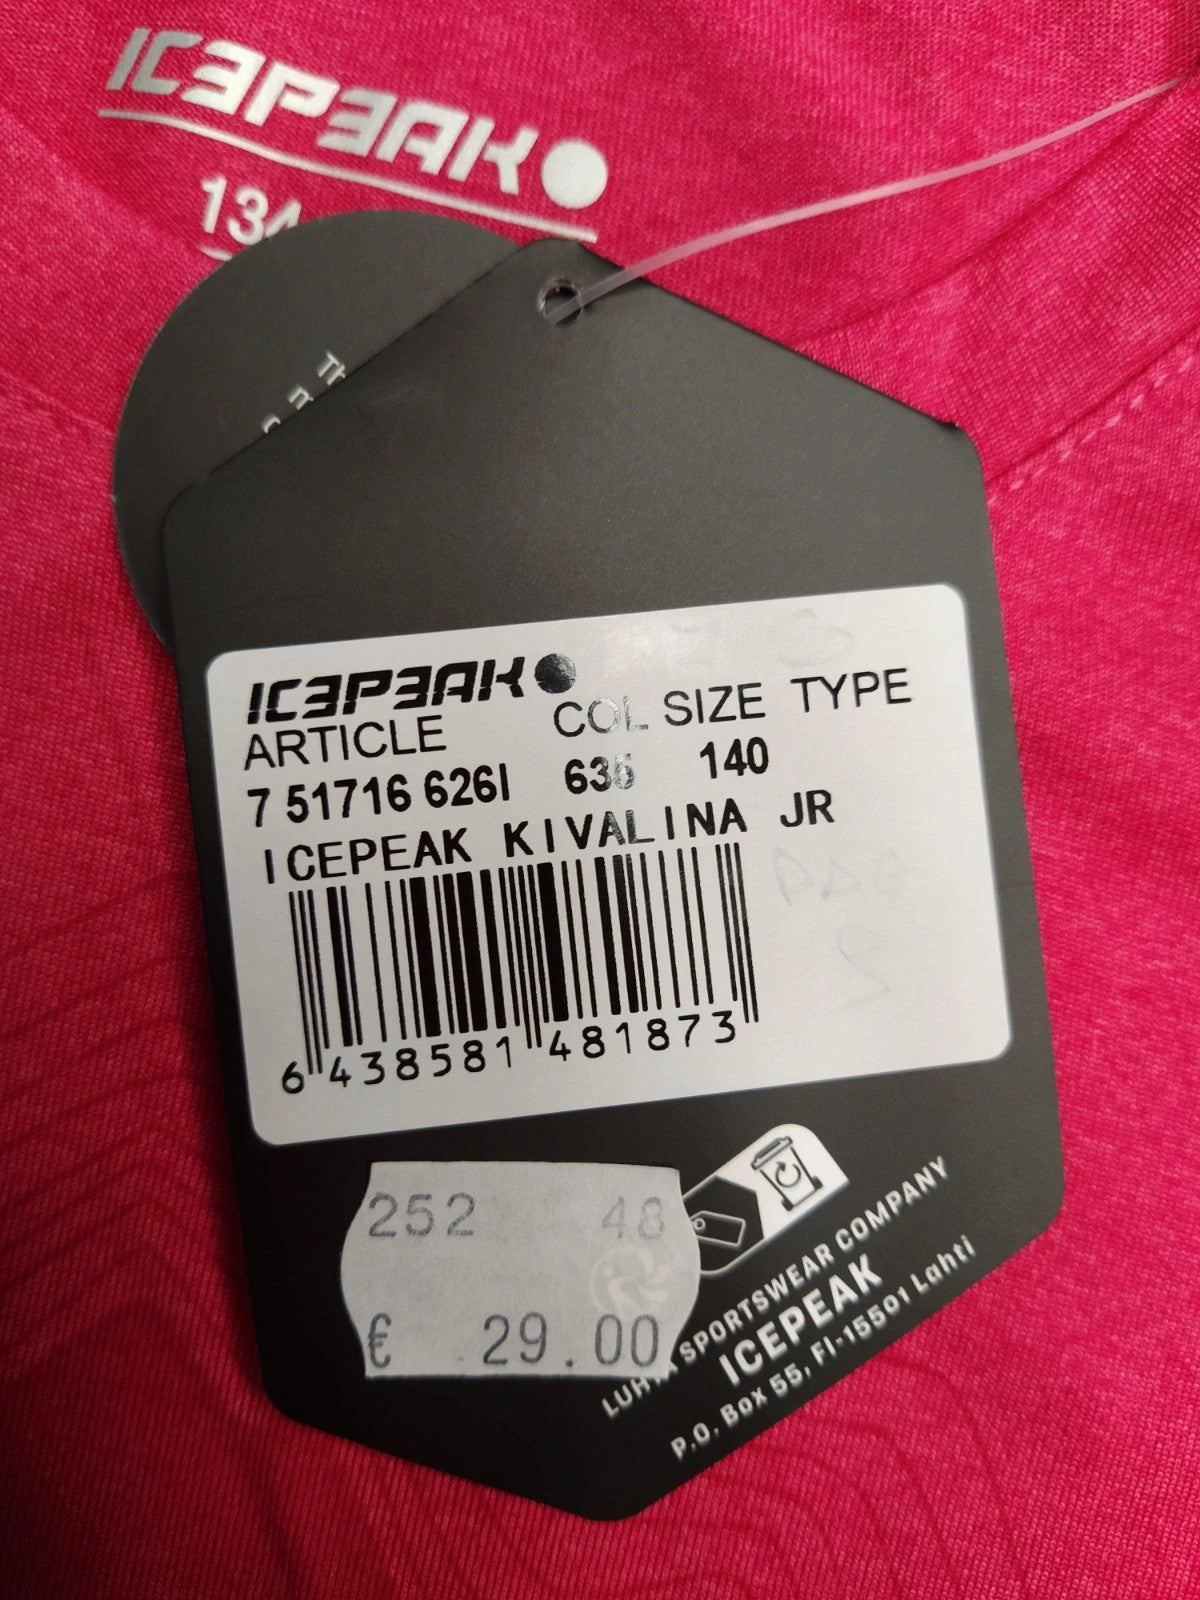 ICEPEAK
134
Th
ICEPEAK
ARTICLE COL SIZE TYPE
7 51716 626I 635 140
ICEPEAK KIVALINA JR
6 438581 481873
252 48
€ 29.00
LUHTA SPORTSWEAR COMPANY
ICEPEAK
P.O. Box 55, FI-15501 Lahti